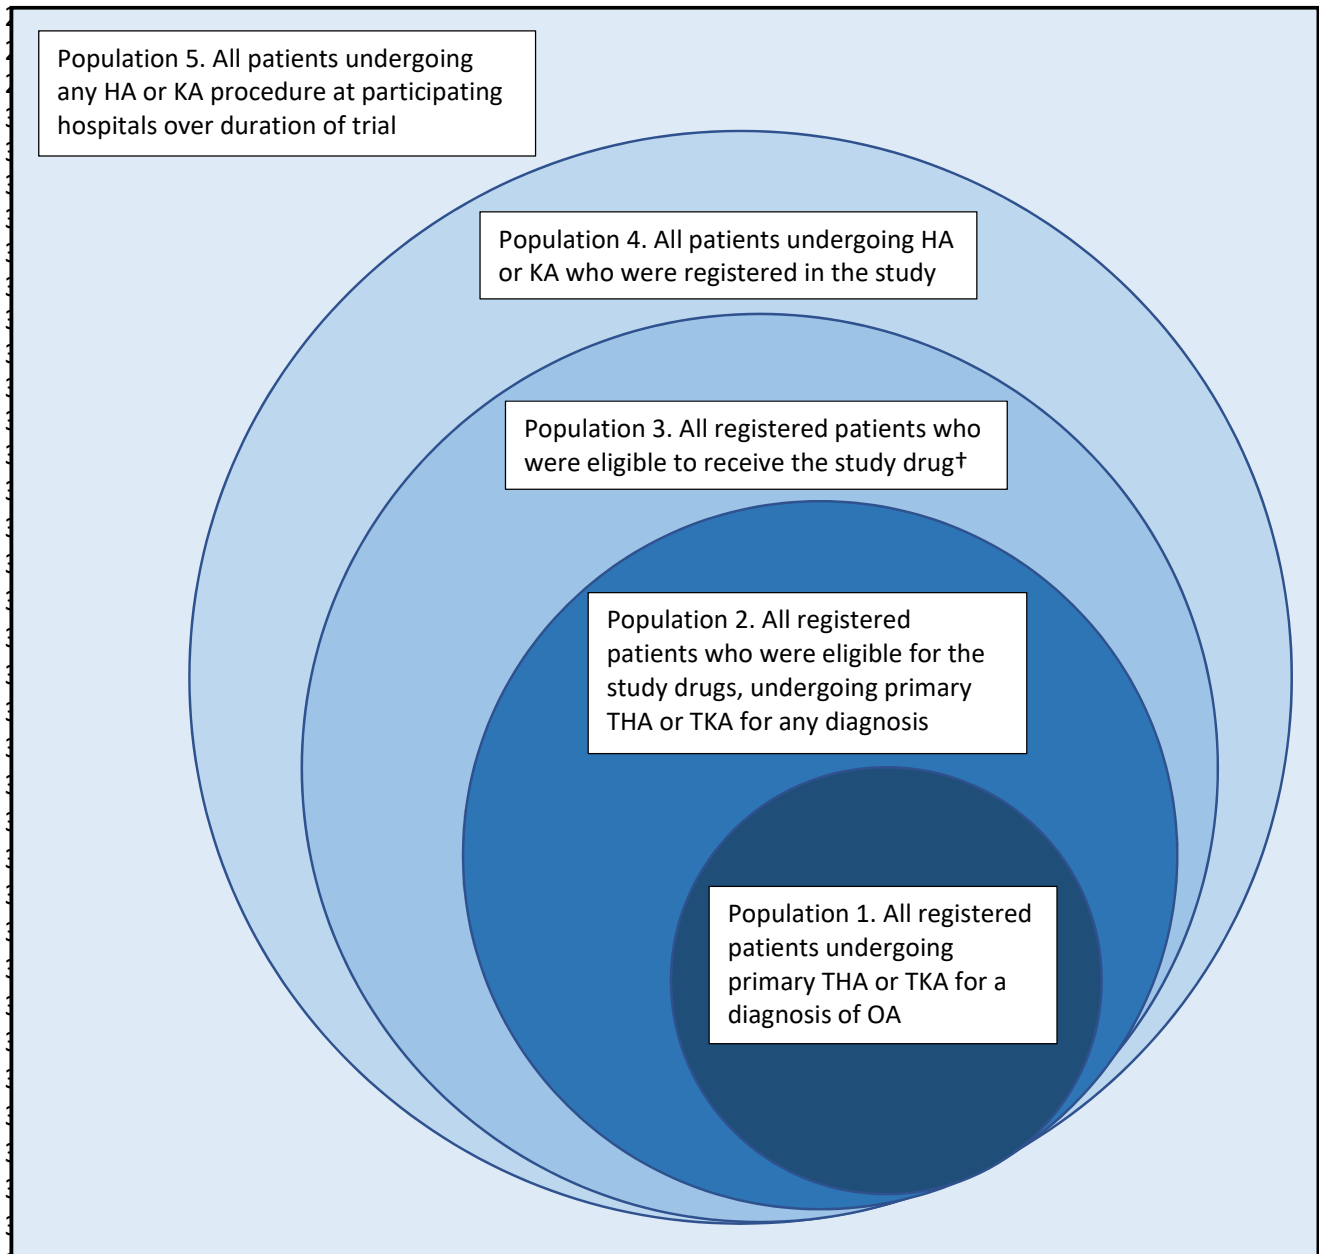 Population 5. All patients undergoing
any HA or KA procedure at participating
hospitals over duration of trial
Population 4. All patients undergoing HA
or KA who were registered in the study
Population 3. All registered patients who
were eligible to receive the study drug†
Population 2. All registered
patients who were eligible for the
study drugs, undergoing primary
THA or TKA for any diagnosis
Population 1. All registered
patients undergoing
primary THA or TKA for a
diagnosis of OA